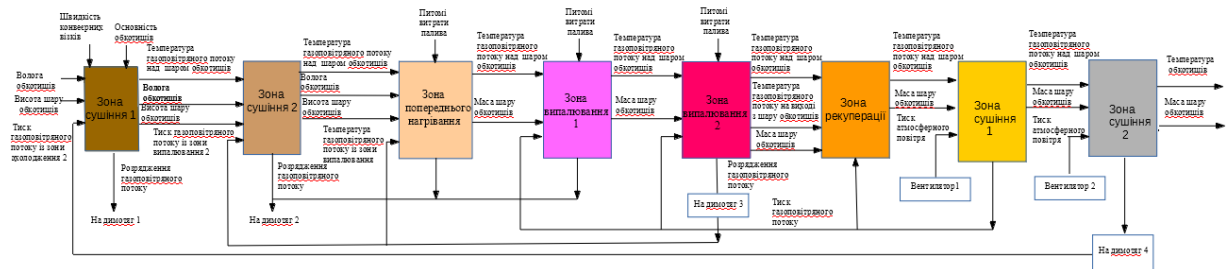 Швидкість
конвеєрних
візків
Основність
обкотишів
Волога
обкотишів
Висота шару
обкотишів
Тиск
газоповітряного
потоку із зони
охолодження 2
Зона
сушіння 1
Розрядження
газоповітряного
потоку
На димотяг 1
Температура
газоповітряного потоку
над шаром обкотишів
Волога
обкотишів
Висота шару
обкотишів
Тиск газоповітряного
потоку із зони
випалювання 2
Зона
сушіння 2
Розрядження
газоповітряного
потоку
На димотяг 2
Температура
газоповітряного потоку
над шаром обкотишів
Волога
обкотишів
Висота шару
обкотишів
Температура
газоповітряного
потоку із зони
випалювання
Питомі
витрати
палива
Зона
попереднього
нагрівання
Температура
газоповітряного
потоку над шаром
обкотишів
Маса шару
обкотишів
Питомі
витрати
палива
Зона
випалювання
1
Температура
газоповітряного
потоку над шаром
обкотишів
Маса шару
обкотишів
Питомі
витрати
палива
Зона
випалювання
2
Розрядження
газоповітряного
потоку
На димотяг 3
Температура
газоповітряного
потоку над шаром
обкотишів
Температура
газоповітряного
потоку на виході
з шару обкотишів
Маса шару
обкотишів
Зона
рекуперації
Тиск
газоповітряного
потоку
Температура
газоповітряного
потоку над шаром
обкотишів
Маса шару
обкотишів
Тиск
атмосферного
повітря
Вентилятор1
Зона
сушіння
1
Температура
газоповітряного
потоку над шаром
обкотишів
Маса шару
обкотишів
Тиск
атмосферного
повітря
Вентилятор 2
Зона
сушіння
2
Температура
обкотишів
Маса шару
обкотишів
На димотяг 4